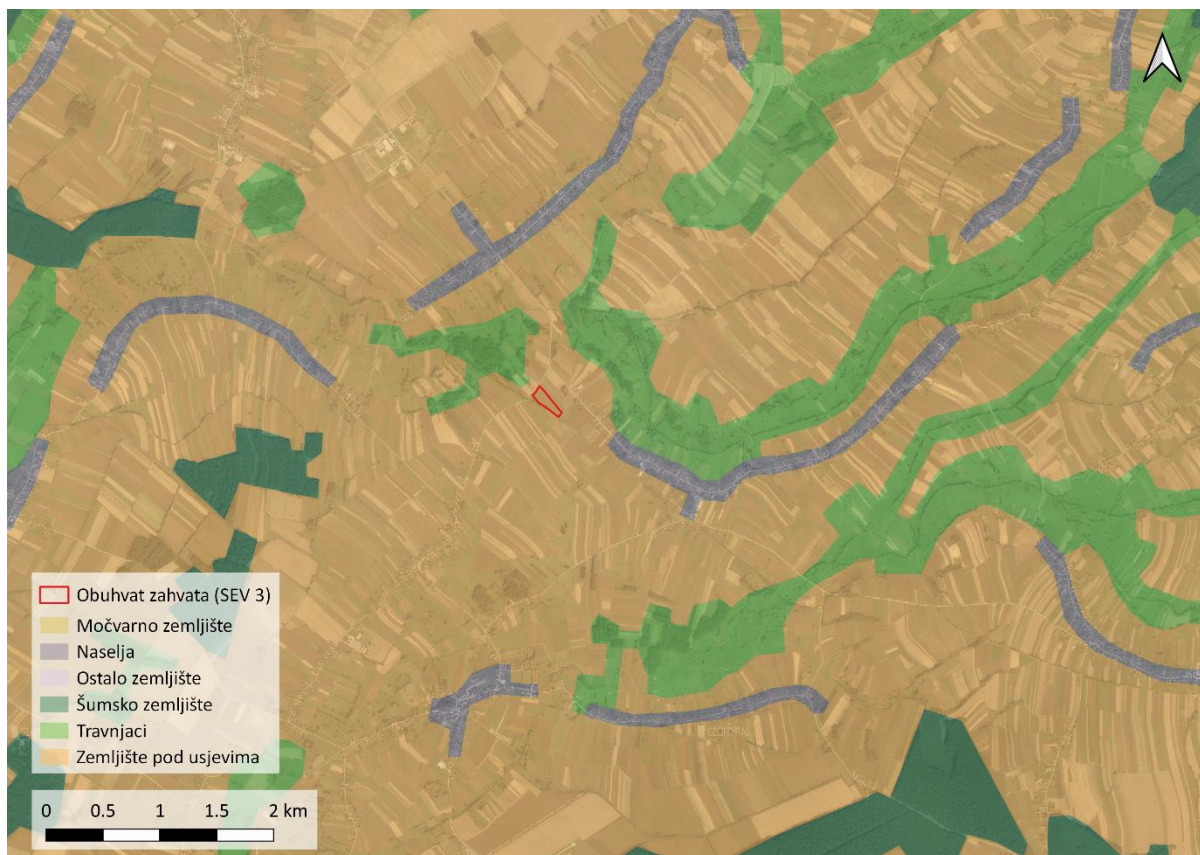 Obuhvat zahvata (SEV 3)
Močvarno zemljište
Naselja
Ostalo zemljište
Šumsko zemljište
Travnjaci
Zemljište pod usjevima
0 0.5 1 1.5 2 km